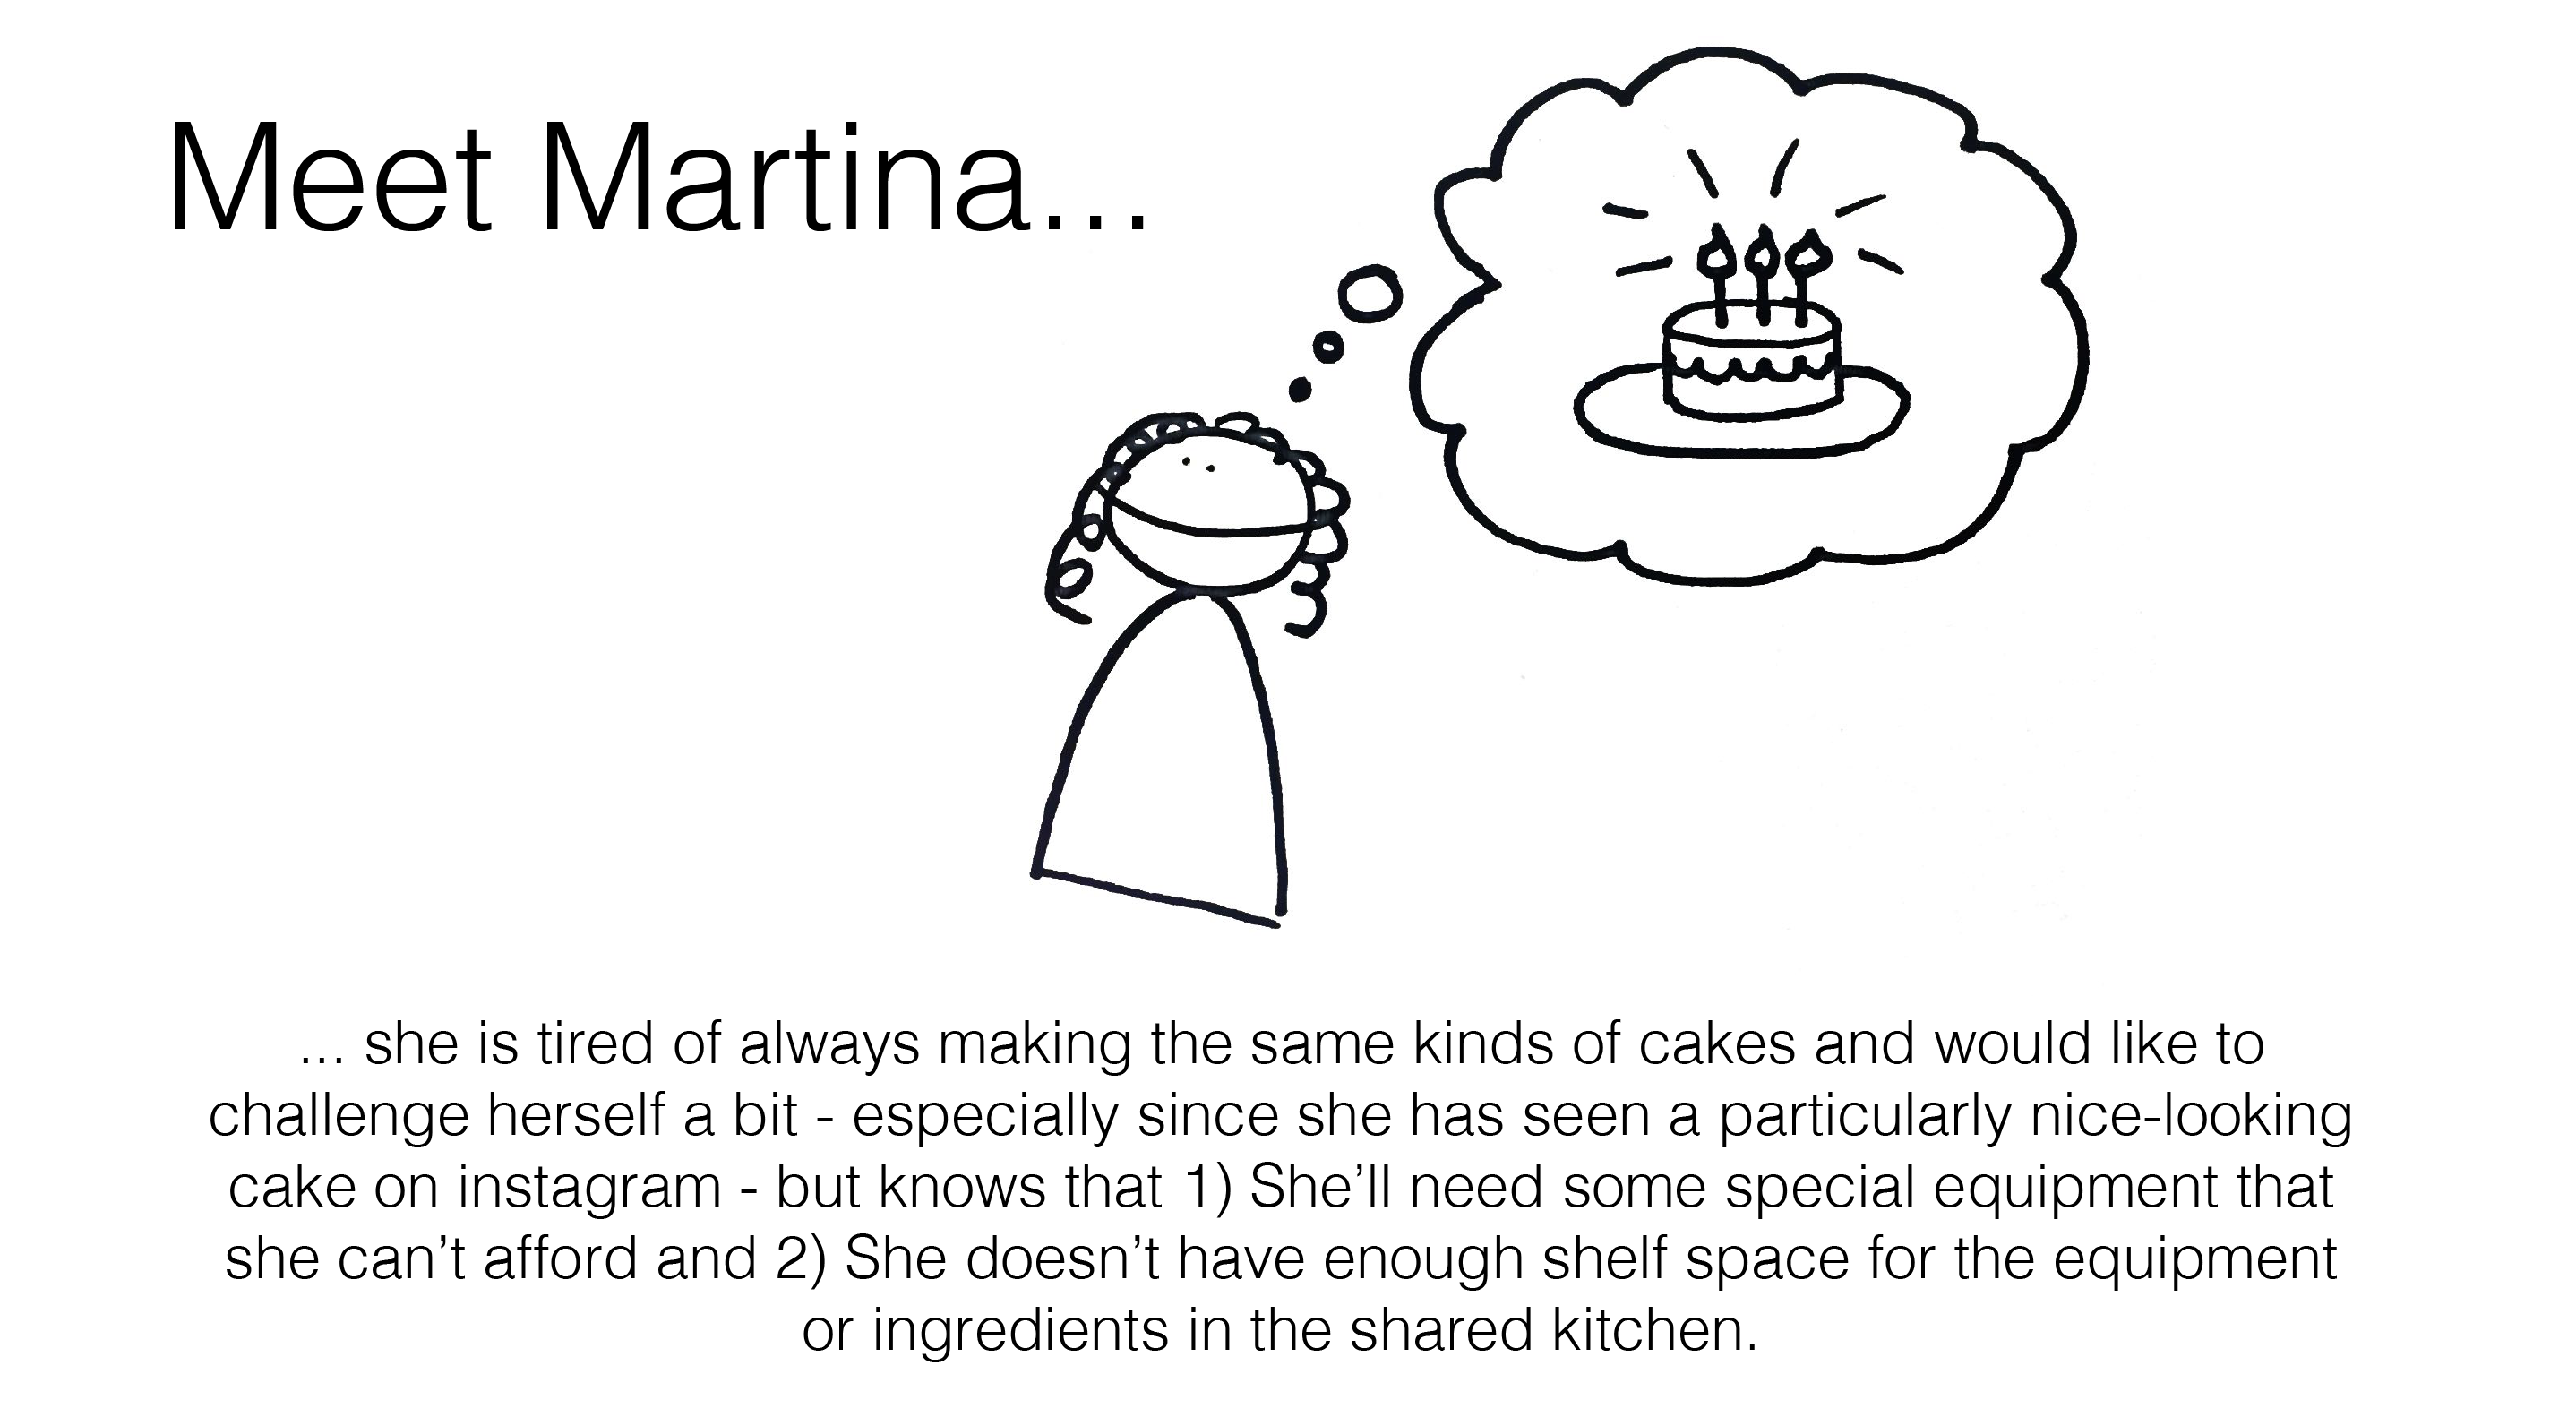 Meet Martina...
... she is tired of always making the same kinds of cakes and would like to
challenge herself a bit - especially since she has seen a particularly nice-looking
cake on instagram - but knows that 1) She’ll need some special equipment that
she can’t afford and 2) She doesn’t have enough shelf space for the equipment
or ingredients in the shared kitchen.